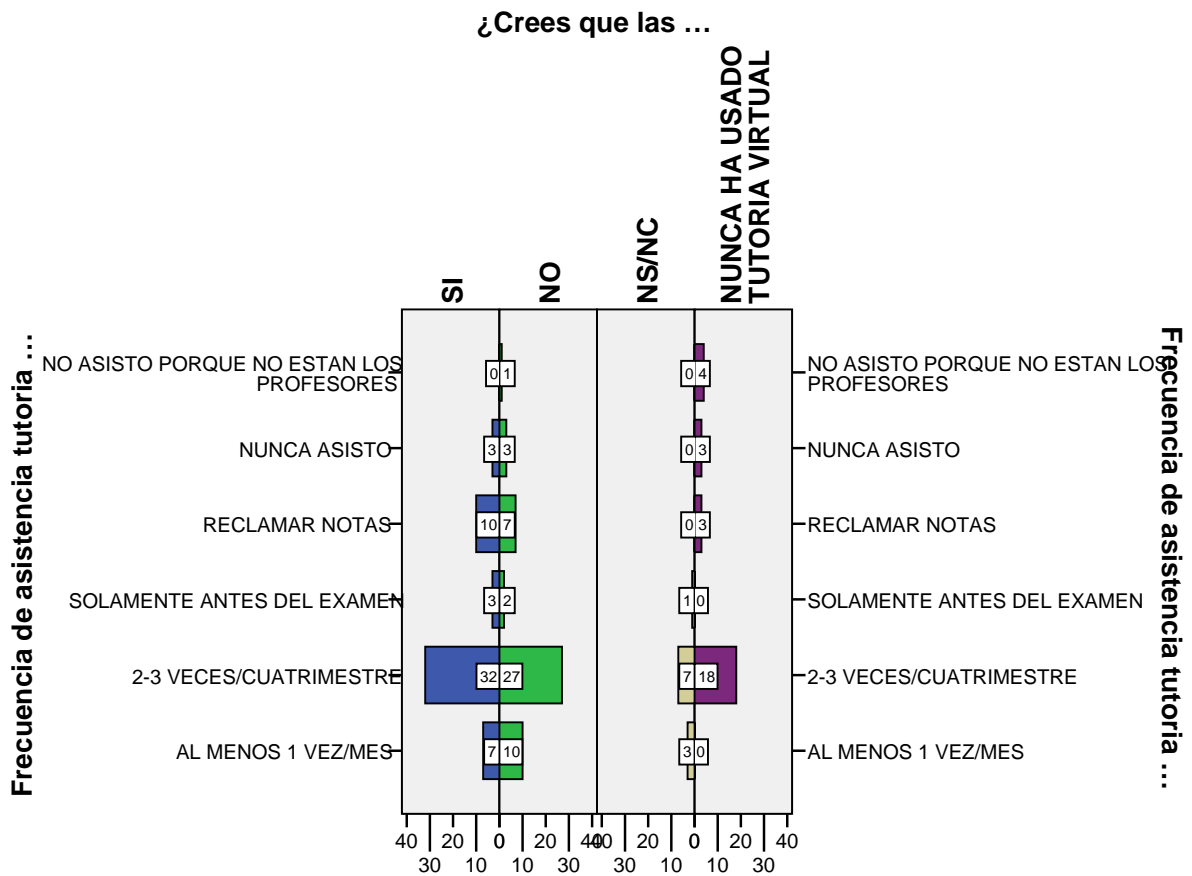 ¿Crees que las …
SI
NO
NS/NC
NUNCA HA USADO
TUTORIA VIRTUAL
Frecuencia de asistencia tutoria …
NO ASISTO PORQUE NO ESTAN LOS
PROFESORES
0 1
0 4
NO ASISTO PORQUE NO ESTAN LOS
PROFESORES
NUNCA ASISTO
3 3
0 3
NUNCA ASISTO
RECLAMAR NOTAS
10 7
0 3
RECLAMAR NOTAS
SOLAMENTE ANTES DEL EXAMEN
3 2
1 0
SOLAMENTE ANTES DEL EXAMEN
2-3 VECES/CUATRIMESTRE
32 27
7 18
2-3 VECES/CUATRIMESTRE
AL MENOS 1 VEZ/MES
7 10
3 0
AL MENOS 1 VEZ/MES
Frecuencia de asistencia tutoria …
40 20 0 20 40 40 20 0 20 40
30 10 10 30 30 10 10 30